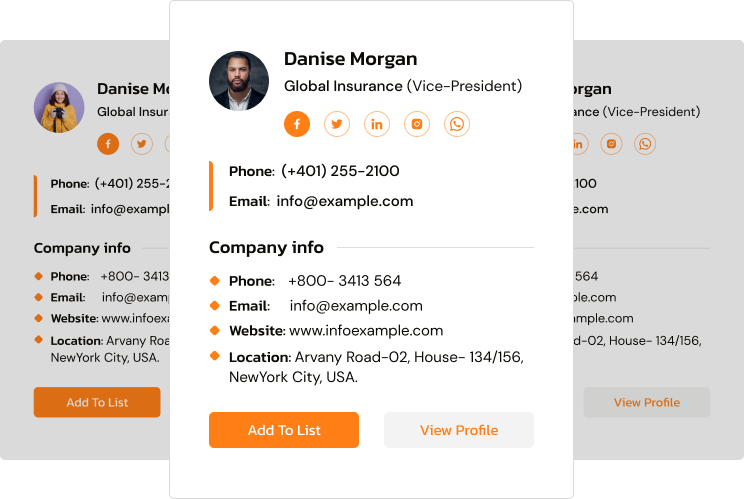 Danise Morgan
Global Insurance (Vice-President)
Phone: (+401) 255-2100
Email: info@example.com
Company info
Phone: +800- 3413 564
Email: info@example.com
Website: www.infoexample.com
Location: Arvany Road-02, House- 134/156,
NewYork City, USA.
Add To List
View Profile
Danise Mo
Global Insur
Phone: (+401) 255-2
Email: info@exampl
Company info
Phone: +800- 3413
Email: info@exam
Website: www.infoexa
Location: Arvany Roa
NewYork City, USA.
Add To List
organ
ance (Vice-President)
100
e.com
564
ple.com
ample.com
d-02, House- 134/156,
View Profile